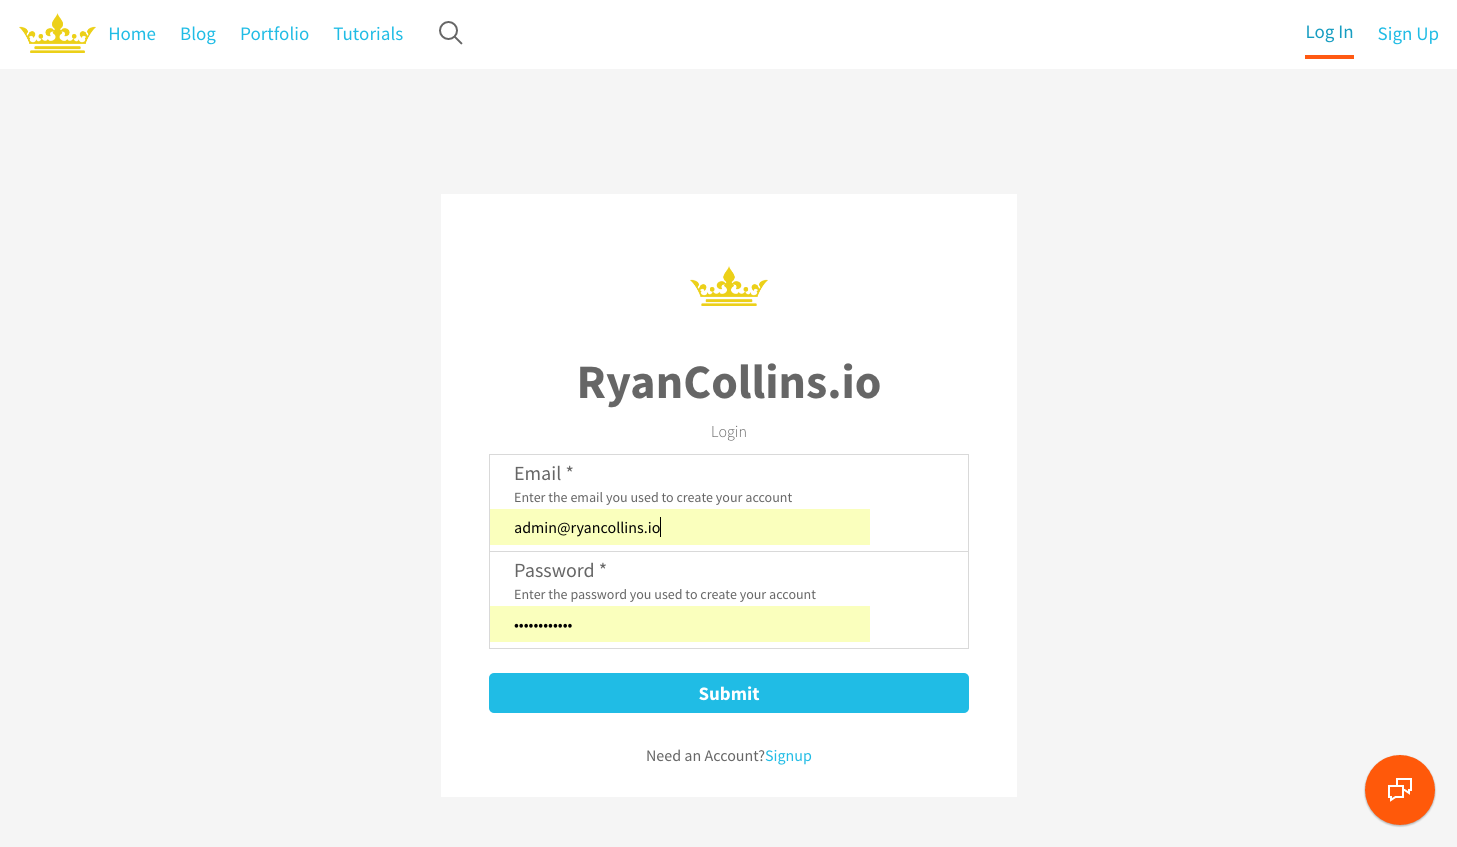 Home Blog Portfolio Tutorials Log In Sign Up
RyanCollins.io
Login
Email *
Enter the email you used to create your account
admin@ryancollins.io
Password *
Enter the password you used to create your account
••••••••••••
Submit
Need an Account?Signup